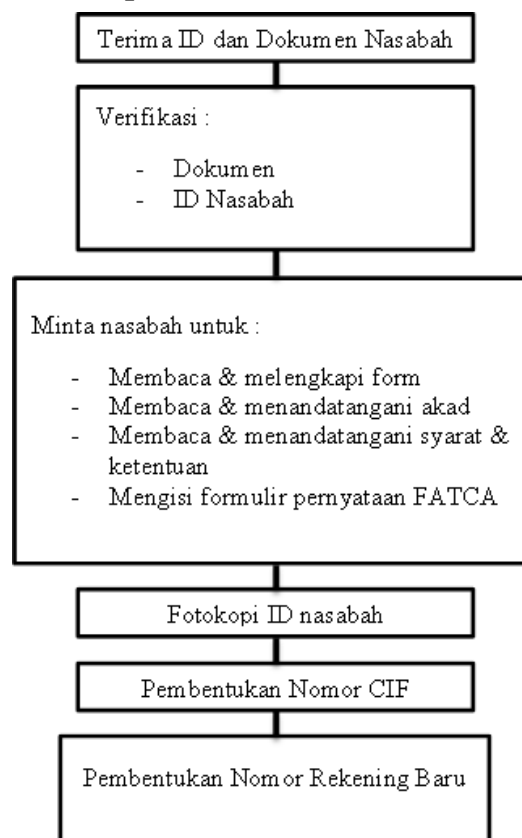 Terima ID dan Dokumen Nasabah
Verifikasi :
- Dokumen
- ID Nasabah
Minta nasabah untuk :
- Membaca & melengkapi form
- Membaca & menandatangani akad
- Membaca & menandatangani syarat &
ketentuan
- Mengisi formulir pernyataan FATCA
Fotokopi ID nasabah
Pembentukan Nomor CIF
Pembentukan Nomor Rekening Baru